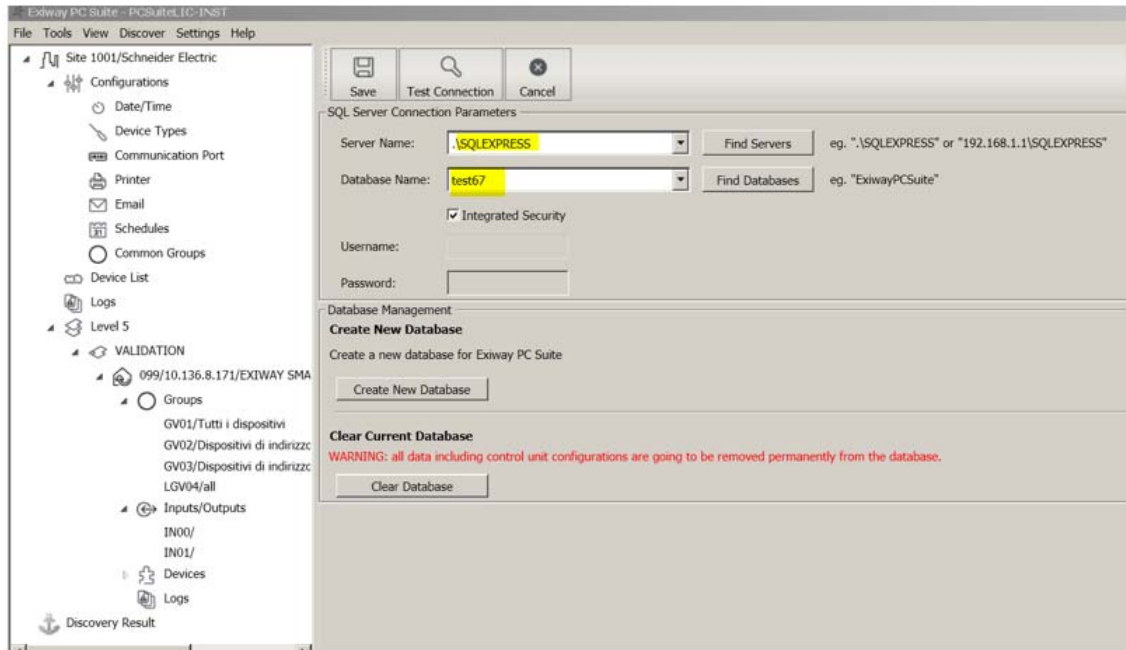 Exiway PC Suite - PCSuiteLIC-INST
File Tools View Discover Settings Help
Site 1001/Schneider Electric
Configurations
Date/Time
Device Types
Communication Port
Printer
Email
Schedules
Common Groups
Device List
Logs
Level 5
VALIDATION
099/10.136.8.171/EXIWAY SMA
Groups
GV01/Tutti i dispositivi
GV02/Dispositivi di indirizzo
GV03/Dispositivi di indirizzo
LGV04/all
Inputs/Outputs
IN00/
IN01/
Devices
Logs
Discovery Result
Save Test Connection Cancel
SQL Server Connection Parameters
Server Name: .\SQLEXPRESS Find Servers eg. ".\SQLEXPRESS" or "192.168.1.1\SQLEXPRESS"
Database Name: test67 Find Databases eg. "ExiwayPCSuite"
Integrated Security
Username:
Password:
Database Management
Create New Database
Create a new database for Exiway PC Suite
Create New Database
Clear Current Database
WARNING: all data including control unit configurations are going to be removed permanently from the database.
Clear Database